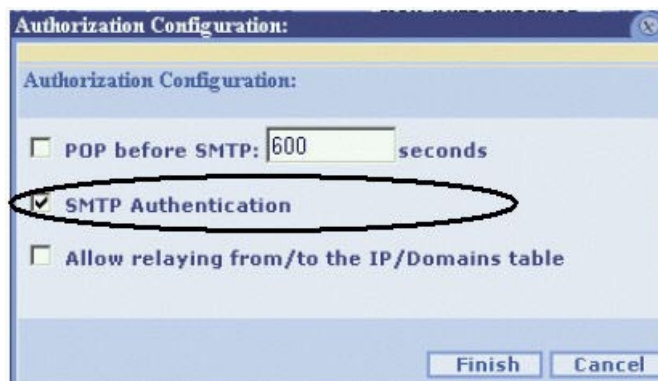 Authorization Configuration:
Authorization Configuration:
POP before SMTP: 600 seconds
SMTP Authentication
Allow relaying from/to the IP/Domains table
Finish Cancel